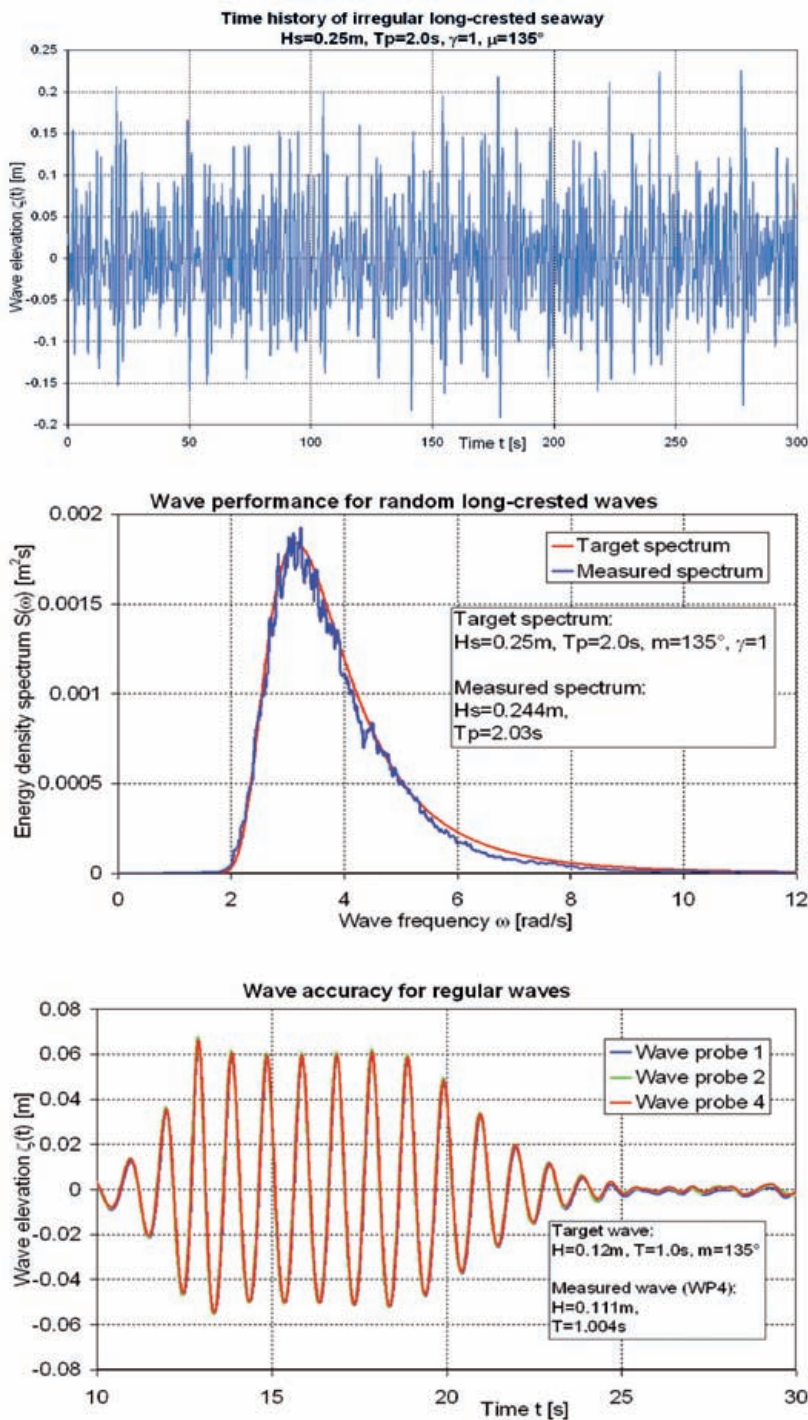 Time history of irregular long-crested seaway
Hs=0.25m, Tp=2.0s, γ=1, μ=135°
Wave elevation ζ(t) [m]
0.25
0.2
0.15
0.1
0.05
0
-0.05
-0.1
-0.15
-0.2
0 50 100 150 200 250 300
Time t [s]
Wave performance for random long-crested waves
Energy density spectrum S(ω) [m²s]
0.002
0.0015
0.001
0.0005
0
Target spectrum
Measured spectrum
Target spectrum:
Hs=0.25m, Tp=2.0s, m=135°, γ=1
Measured spectrum:
Hs=0.244m,
Tp=2.03s
0 2 4 6 8 10 12
Wave frequency ω [rad/s]
Wave accuracy for regular waves
Wave elevation ζ(t) [m]
0.08
0.06
0.04
0.02
0
-0.02
-0.04
-0.06
-0.08
Wave probe 1
Wave probe 2
Wave probe 4
Target wave:
H=0.12m, T=1.0s, m=135°
Measured wave (WP4):
H=0.111m,
T=1.004s
10 15 20 25 30
Time t [s]